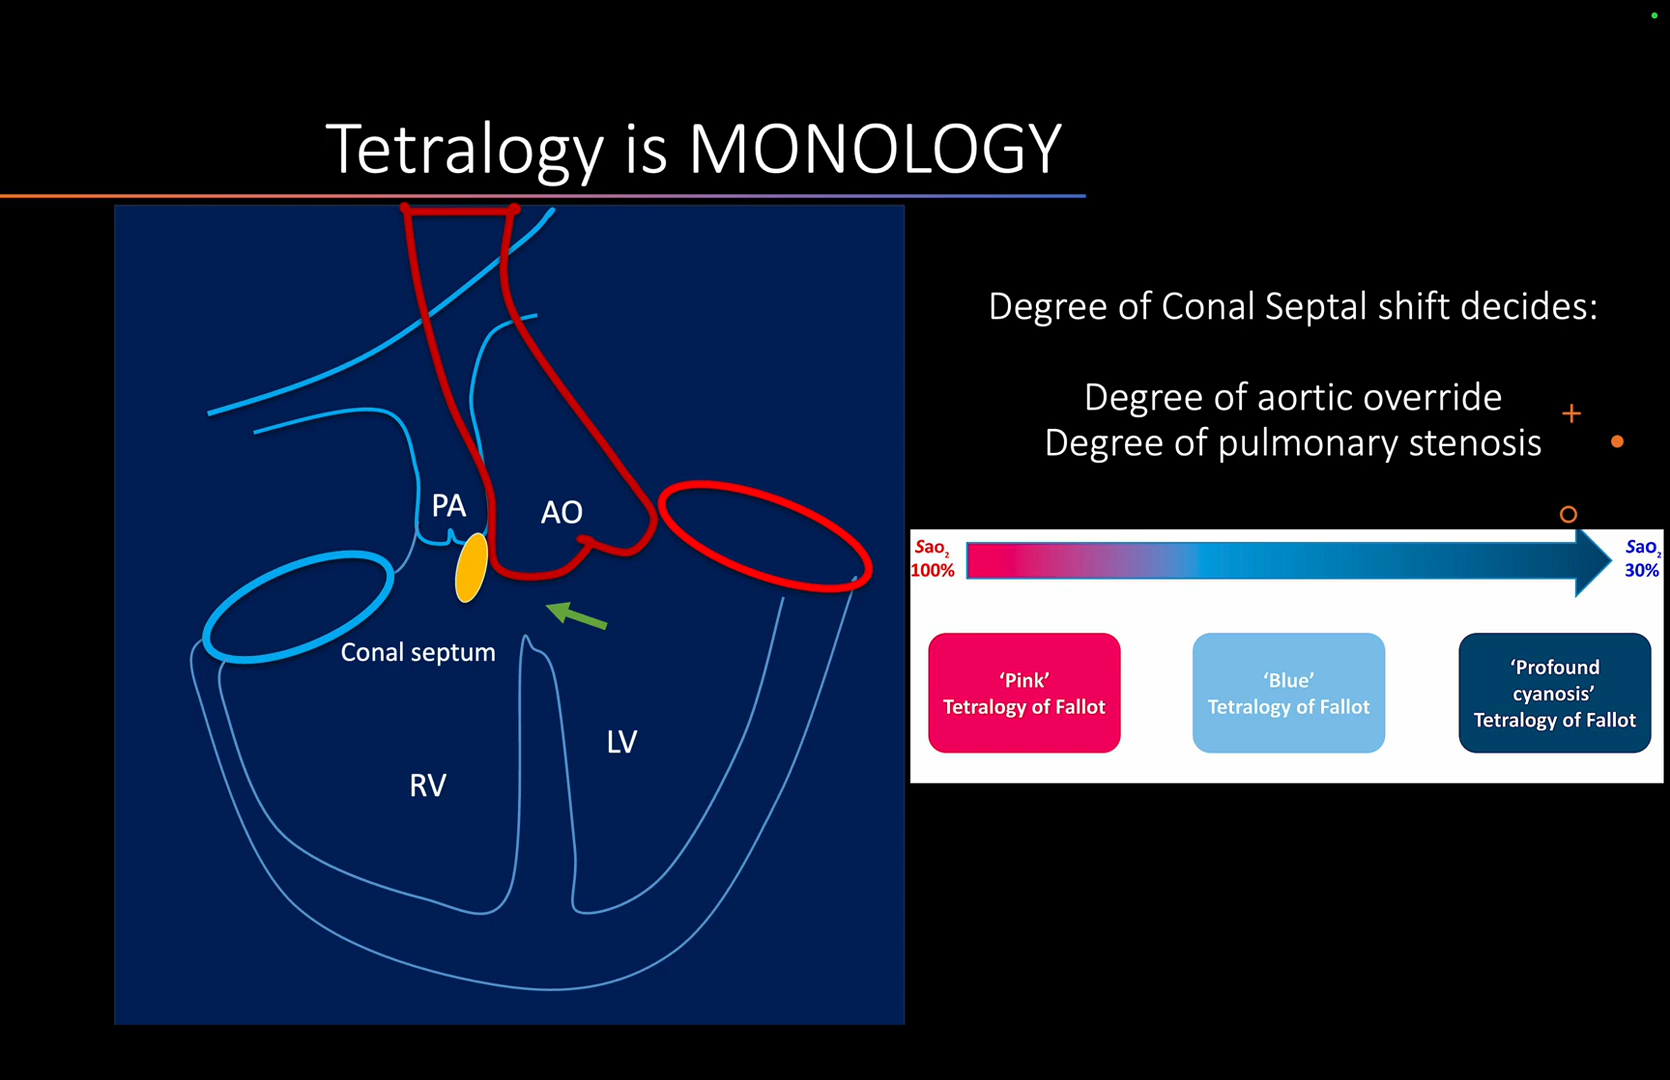 Tetralogy is MONOLOGY
Degree of Conal Septal shift decides:
Degree of aortic override
Degree of pulmonary stenosis
PA
AO
Conal septum
LV
RV
Sao2
100%
SaO2
30%
‘Pink’
Tetralogy of Fallot
‘Blue’
Tetralogy of Fallot
‘Profound
cyanosis’
Tetralogy of Fallot